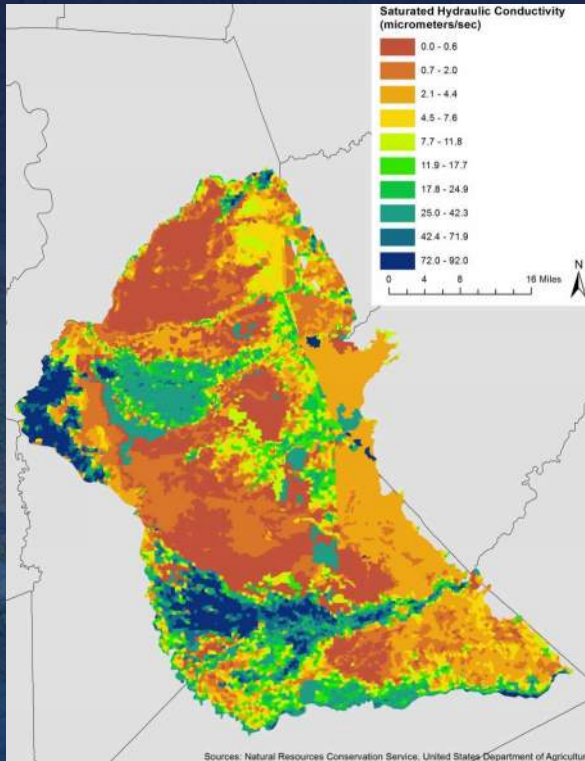 Saturated Hydraulic Conductivity
(micrometers/sec)
0.0 - 0.6
0.7 - 2.0
2.1 - 4.4
4.5 - 7.6
7.7 - 11.8
11.9 - 17.7
17.8 - 24.9
25.0 - 42.3
42.4 - 71.9
72.0 - 92.0
N
0 4 8 16 Miles
Sources: Natural Resources Conservation Service, United States Department of Agricultur